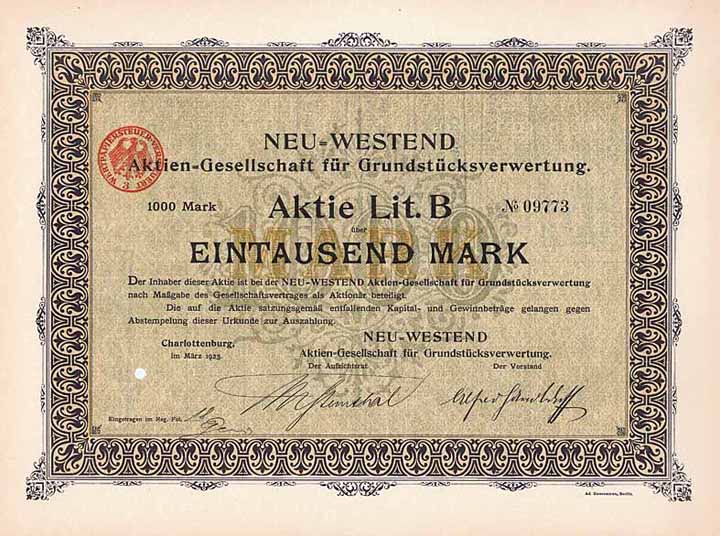 NEU-WESTEND
Aktien-Gesellschaft für Grundstücksverwertung.
WERTPAPIERSTEUER
1000 Mark Aktie Lit. B № 09773
über
EINTAUSEND MARK
MARK
Der Inhaber dieser Aktie ist bei der NEU-WESTEND Aktien-Gesellschaft für Grundstücksverwertung
nach Maßgabe des Gesellschaftsvertrages als Aktionär beteiligt.
Die auf die Aktie satzungsgemäß entfallenden Kapital- und Gewinnbeträge gelangen gegen
Abstempelung dieser Urkunde zur Auszahlung.
Charlottenburg,
im März 1923.
NEU-WESTEND
Aktien-Gesellschaft für Grundstücksverwertung.
Der Aufsichtsrat Der Vorstand
Eingetragen im Reg. Fol.